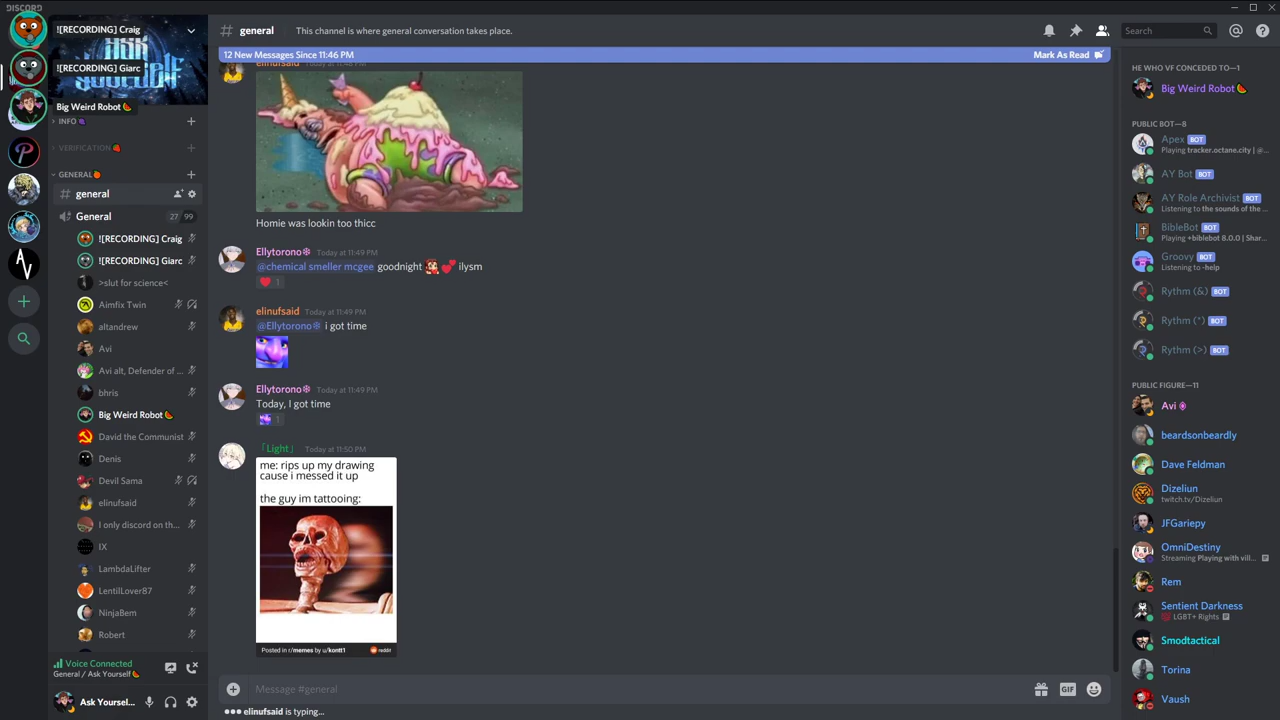 DISCORD
![RECORDING] Craig
![RECORDING] Giarc
ASK
YOURSELF
Big Weird Robot
INFO
VERIFICATION
GENERAL
# general
General 27 99
![RECORDING] Craig
![RECORDING] Giarc
>slut for science<
Aimfix Twin
altandrew
Avi
Avi alt, Defender of ...
bhris
Big Weird Robot
David the Communist
Denis
Devil Sama
elinufsaid
I only discord on th...
IX
LambdaLifter
LentilLover87
NinjaBem
Robert
Voice Connected
General / Ask Yourself
Ask Yoursel...
# general This channel is where general conversation takes place.
Search
12 New Messages Since 11:46 PM Mark As Read
elinufsaid Today at 11:48 PM
Homie was lookin too thicc
Ellytorono Today at 11:49 PM
@chemical smeller mcgee goodnight ilysm
1
elinufsaid Today at 11:49 PM
@Ellytorono i got time
Ellytorono Today at 11:49 PM
Today, I got time
1
「Light」 Today at 11:50 PM
me: rips up my drawing
cause i messed it up
the guy im tattooing:
Posted in r/memes by u/kontt1 reddit
Message #general
GIF
elinufsaid is typing...
HE WHO VF CONCEDED TO—1
Big Weird Robot
PUBLIC BOT—8
Apex BOT
Playing tracker.octane.city | @...
AY Bot BOT
AY Role Archivist BOT
Listening to the sounds of the ...
BibleBot BOT
Playing +biblebot 8.0.0 | Shar...
Groovy BOT
Listening to -help
Rythm (&) BOT
Rythm (*) BOT
Rythm (>) BOT
PUBLIC FIGURE—11
Avi
beardsonbeardly
Dave Feldman
Dizeliun
twitch.tv/Dizeliun
JFGariepy
OmniDestiny
Streaming Playing with vill...
Rem
Sentient Darkness
LGBT+ Rights
Smodtactical
Torina
Vaush